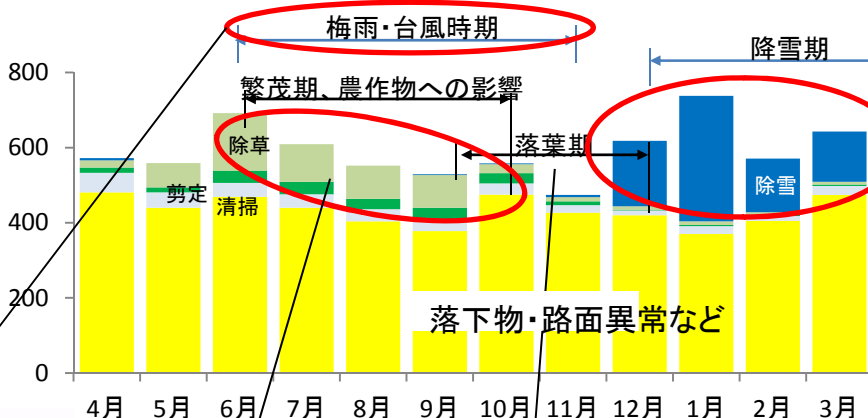 梅雨・台風時期
降雪期
800
繁茂期、農作物への影響
600
除草
落葉期
剪定
清掃
除雪
400
200
落下物・路面異常など
0
4月
5月
6月
7月
8月
9月
10月
11月
12月
1月
2月
3月